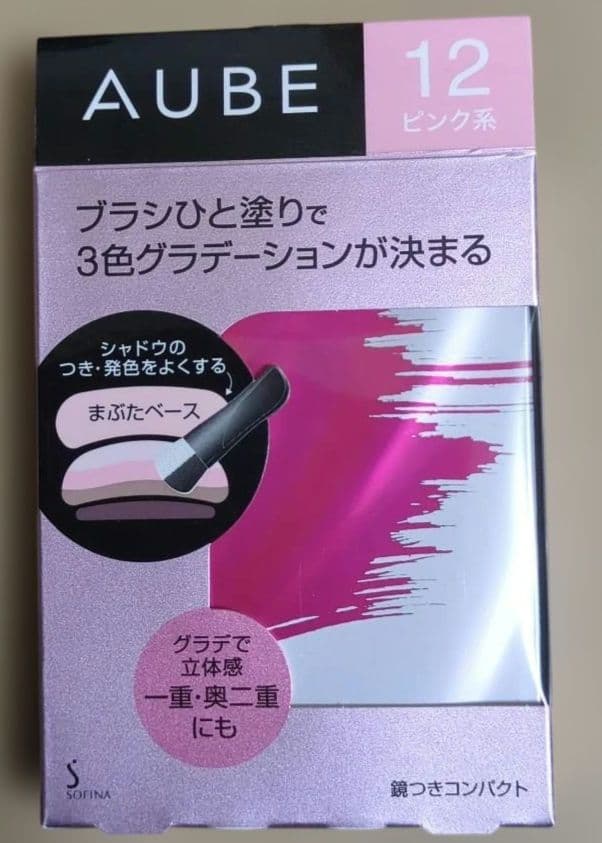 AUBE
12
ピンク系
ブラシひと塗りで
3色グラデーションが決まる
シャドウの
つき・発色をよくする
まぶたベース
グラデで
立体感
一重・奥二重
にも
SOFINA
鏡つきコンパクト